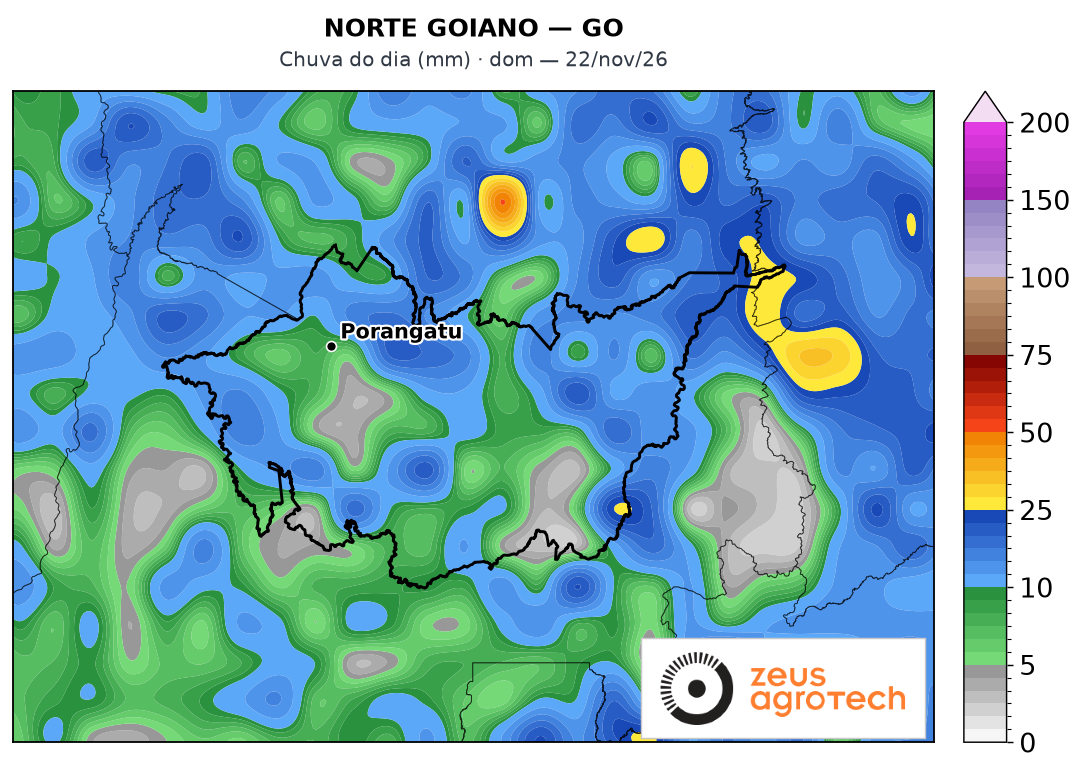 NORTE GOIANO — GO
Chuva do dia (mm) · dom — 22/nov/26
Porangatu
200
150
100
75
50
25
10
5
0
zeus
agrotech